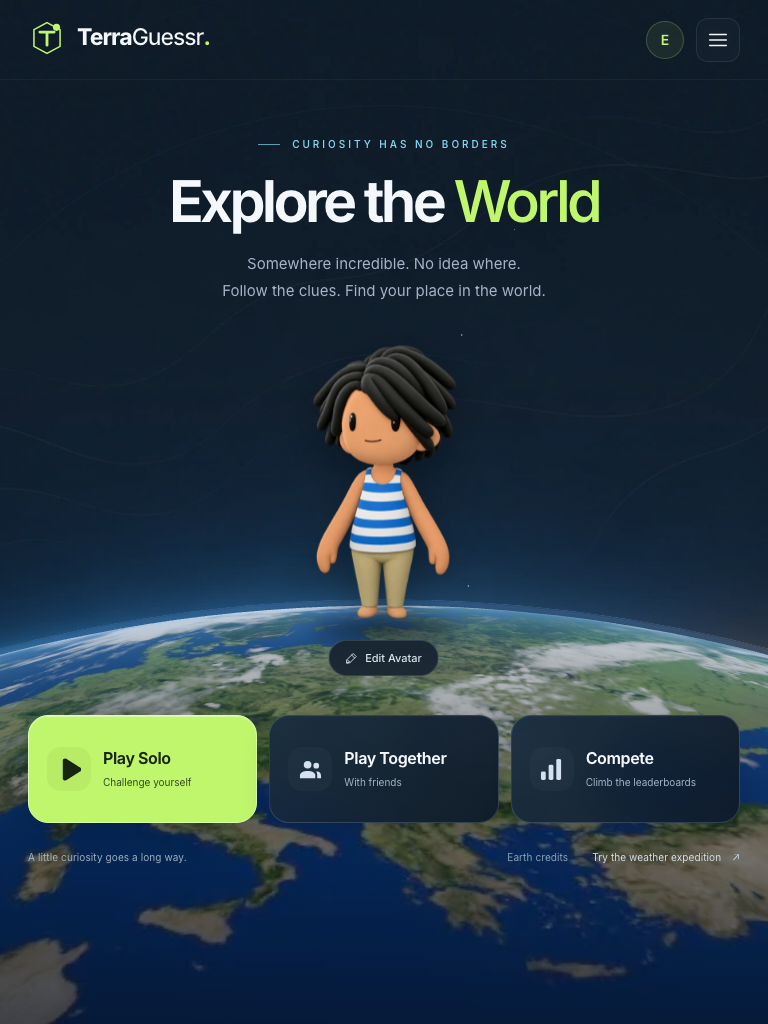 TerraGuessr.
E
CURIOSITY HAS NO BORDERS
Explore the World
Somewhere incredible. No idea where.
Follow the clues. Find your place in the world.
Edit Avatar
Play Solo
Challenge yourself
Play Together
With friends
Compete
Climb the leaderboards
A little curiosity goes a long way.
Earth credits
Try the weather expedition ↗